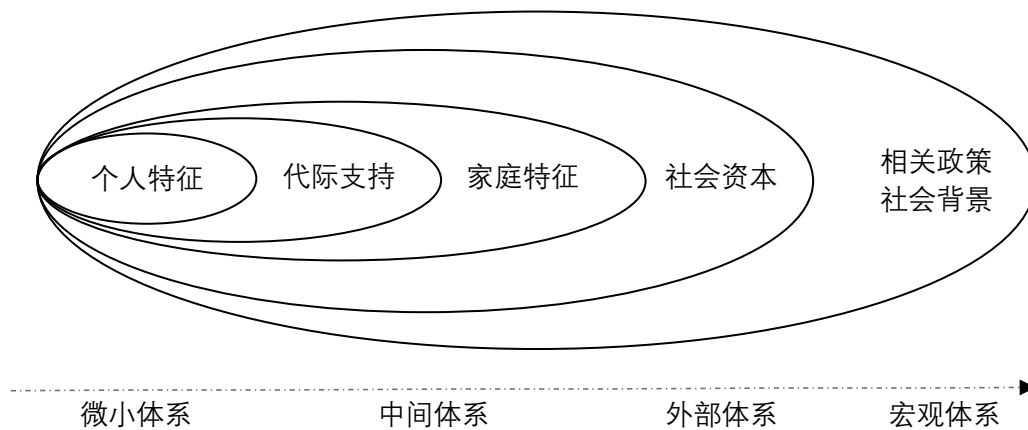 个人特征
代际支持
家庭特征
社会资本
相关政策
社会背景
微小体系
中间体系
外部体系
宏观体系